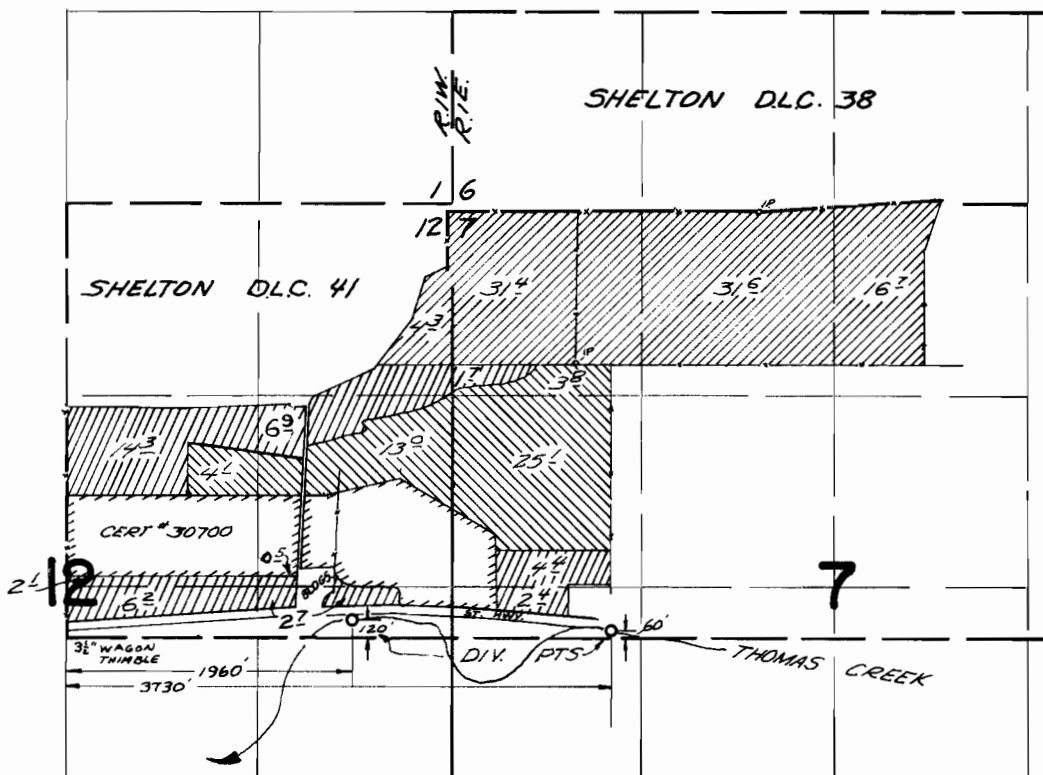 SHELTON D.L.C. 38
R.1W.
R.1E.
1 6
12 7
I.P.
SHELTON D.L.C. 41
31 4
31 6
16 7
4 3
I.P.
3 8
6 9
14 3
4 1
13 0
25 1
CERT # 30700
0 5
4 4
2 1
12
BLDGS.
2 4
7
6 2
2 7
ST. HWY.
120'
60'
3½" WAGON
THIMBLE
DIV. PTS
THOMAS CREEK
1960'
3730'